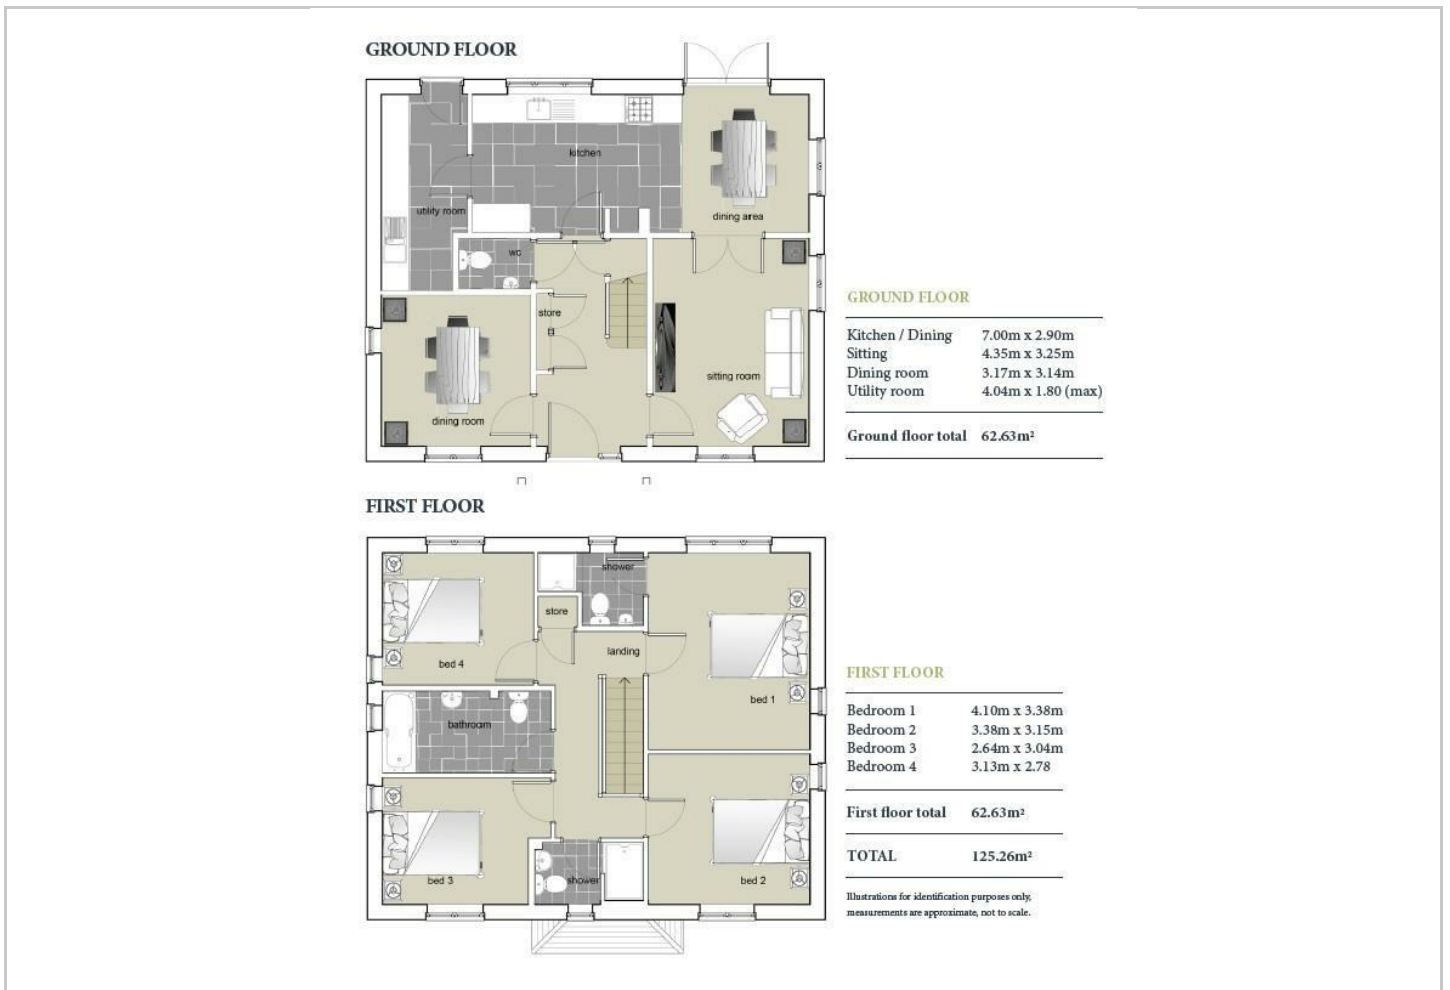 GROUND FLOOR
kitchen
utility room
dining area
wc
store
sitting room
dining room
GROUND FLOOR
Kitchen / Dining 7.00m x 2.90m
Sitting 4.35m x 3.25m
Dining room 3.17m x 3.14m
Utility room 4.04m x 1.80 (max)
Ground floor total 62.63m²
FIRST FLOOR
shower
store
landing
bed 4
bed 1
bathroom
bed 3
shower
bed 2
FIRST FLOOR
Bedroom 1 4.10m x 3.38m
Bedroom 2 3.38m x 3.15m
Bedroom 3 2.64m x 3.04m
Bedroom 4 3.13m x 2.78
First floor total 62.63m²
TOTAL 125.26m²
Illustrations for identification purposes only,
measurements are approximate, not to scale.